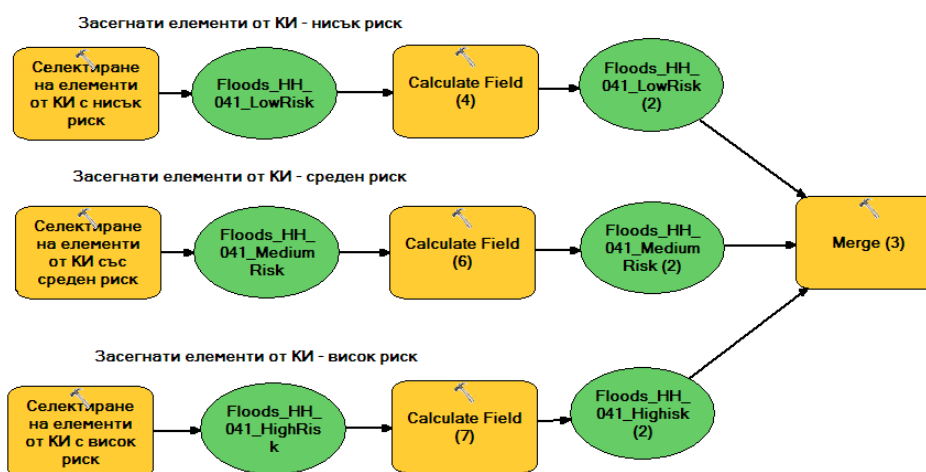 Засегнати елементи от КИ - нисък риск
Селектиране
на елементи
от КИ с нисък
риск
Floods_HH_
041_LowRisk
Calculate Field
(4)
Floods_HH_
041_LowRisk
(2)
Засегнати елементи от КИ - среден риск
Селектиране
на елементи
от КИ със
среден риск
Floods_HH_
041_Medium
Risk
Calculate Field
(6)
Floods_HH_
041_Medium
Risk (2)
Merge (3)
Засегнати елементи от КИ - висок риск
Селектиране
на елементи
от КИ с висок
риск
Floods_HH_
041_HighRis
k
Calculate Field
(7)
Floods_HH_
041_Highisk
(2)